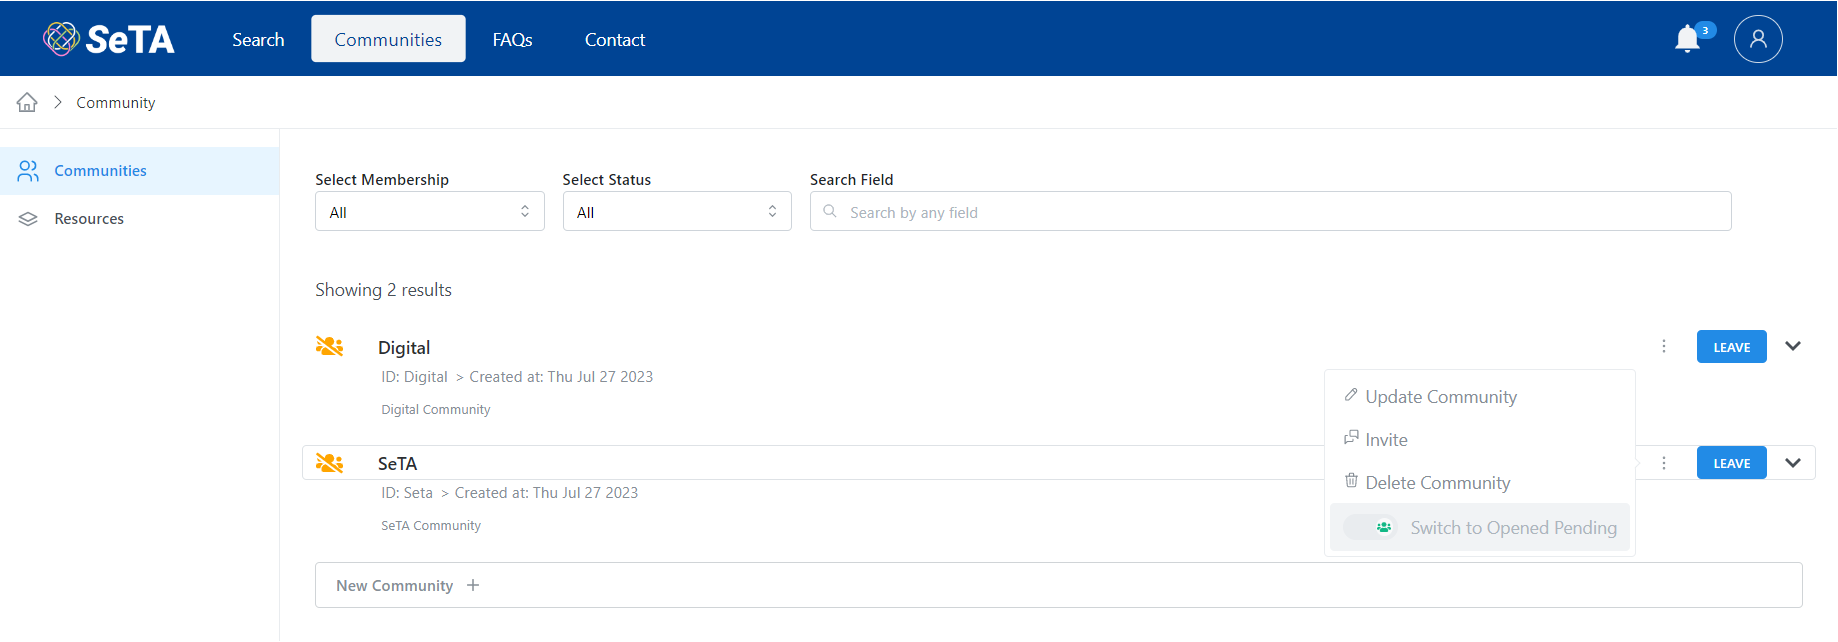 SeTA Search Communities FAQs Contact 3
Community
Communities
Resources
Select Membership Select Status Search Field
All All Search by any field
Showing 2 results
Digital LEAVE
ID: Digital > Created at: Thu Jul 27 2023
Digital Community
SeTA LEAVE
ID: Seta > Created at: Thu Jul 27 2023
SeTA Community
Update Community
Invite
Delete Community
Switch to Opened Pending
New Community +